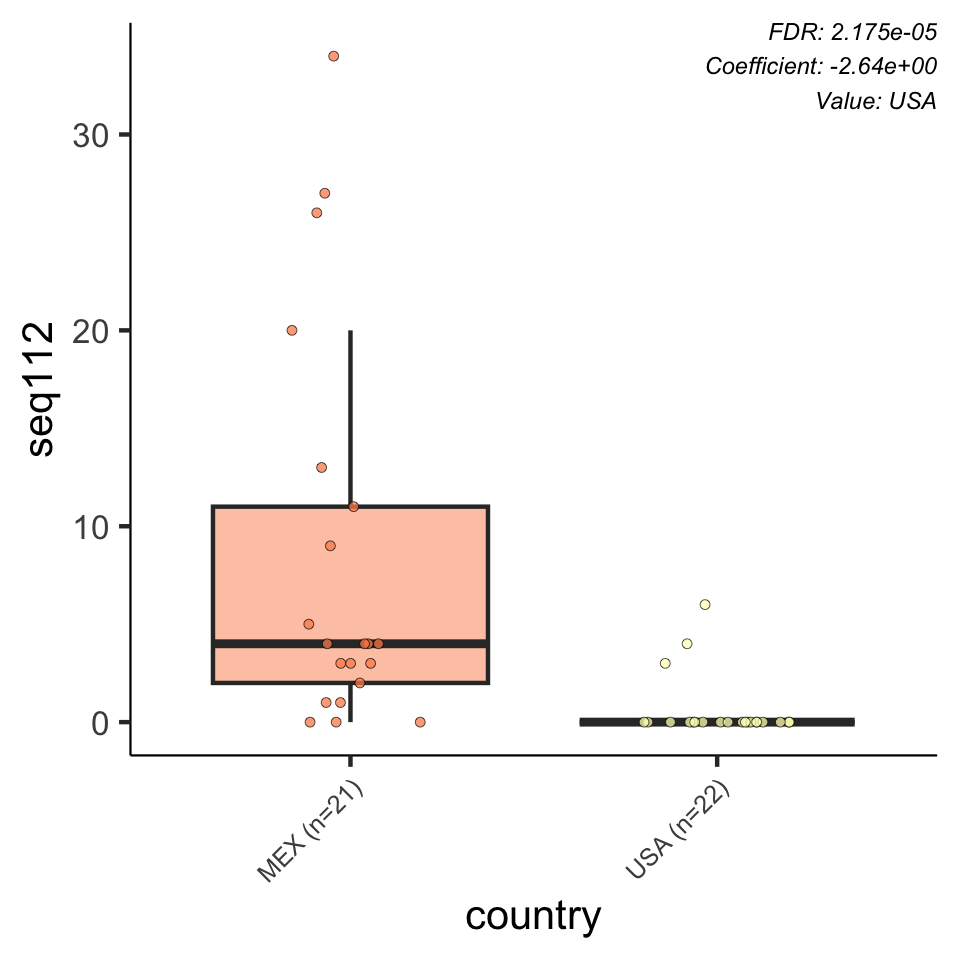 FDR: 2.175e-05
Coefficient: -2.64e+00
Value: USA
seq112
30
20
10
0
MEX (n=21)
USA (n=22)
country